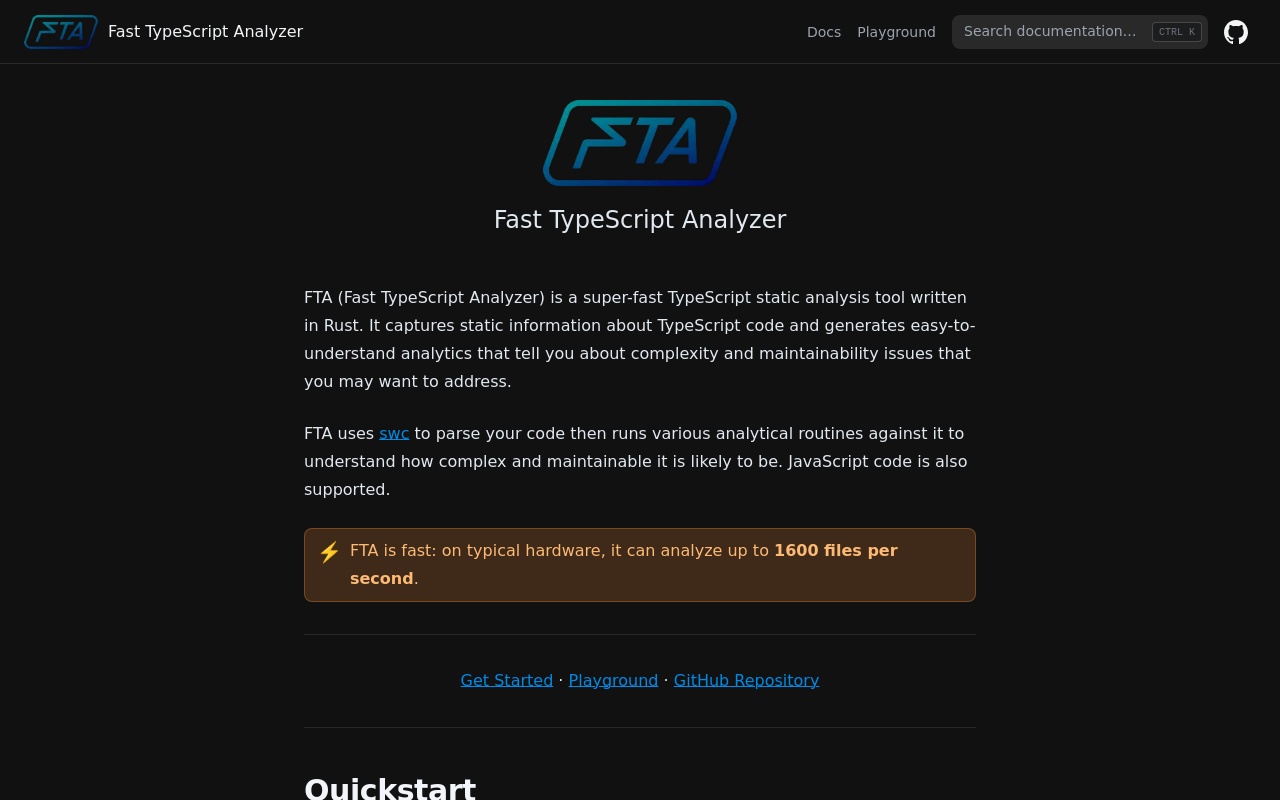 FTA Fast TypeScript Analyzer Docs Playground Search documentation... CTRL K
FTA
Fast TypeScript Analyzer
FTA (Fast TypeScript Analyzer) is a super-fast TypeScript static analysis tool written
in Rust. It captures static information about TypeScript code and generates easy-to-
understand analytics that tell you about complexity and maintainability issues that
you may want to address.
FTA uses swc to parse your code then runs various analytical routines against it to
understand how complex and maintainable it is likely to be. JavaScript code is also
supported.
⚡ FTA is fast: on typical hardware, it can analyze up to 1600 files per
second.
Get Started · Playground · GitHub Repository
Quickstart